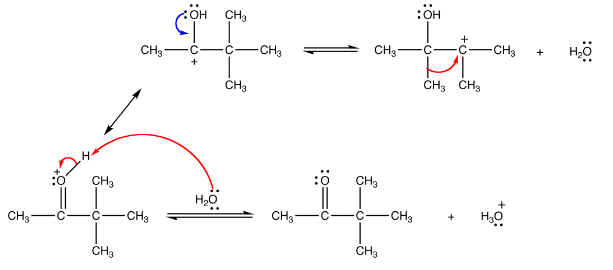 OH CH₃ OH
CH₃ C C CH₃ CH₃ C C CH₃ + H₂O
+ +
CH₃ CH₃ CH₃
H
+
O CH₃ H₂O O CH₃ +
CH₃ C C CH₃ CH₃ C C CH₃ + H₃O
CH₃ CH₃